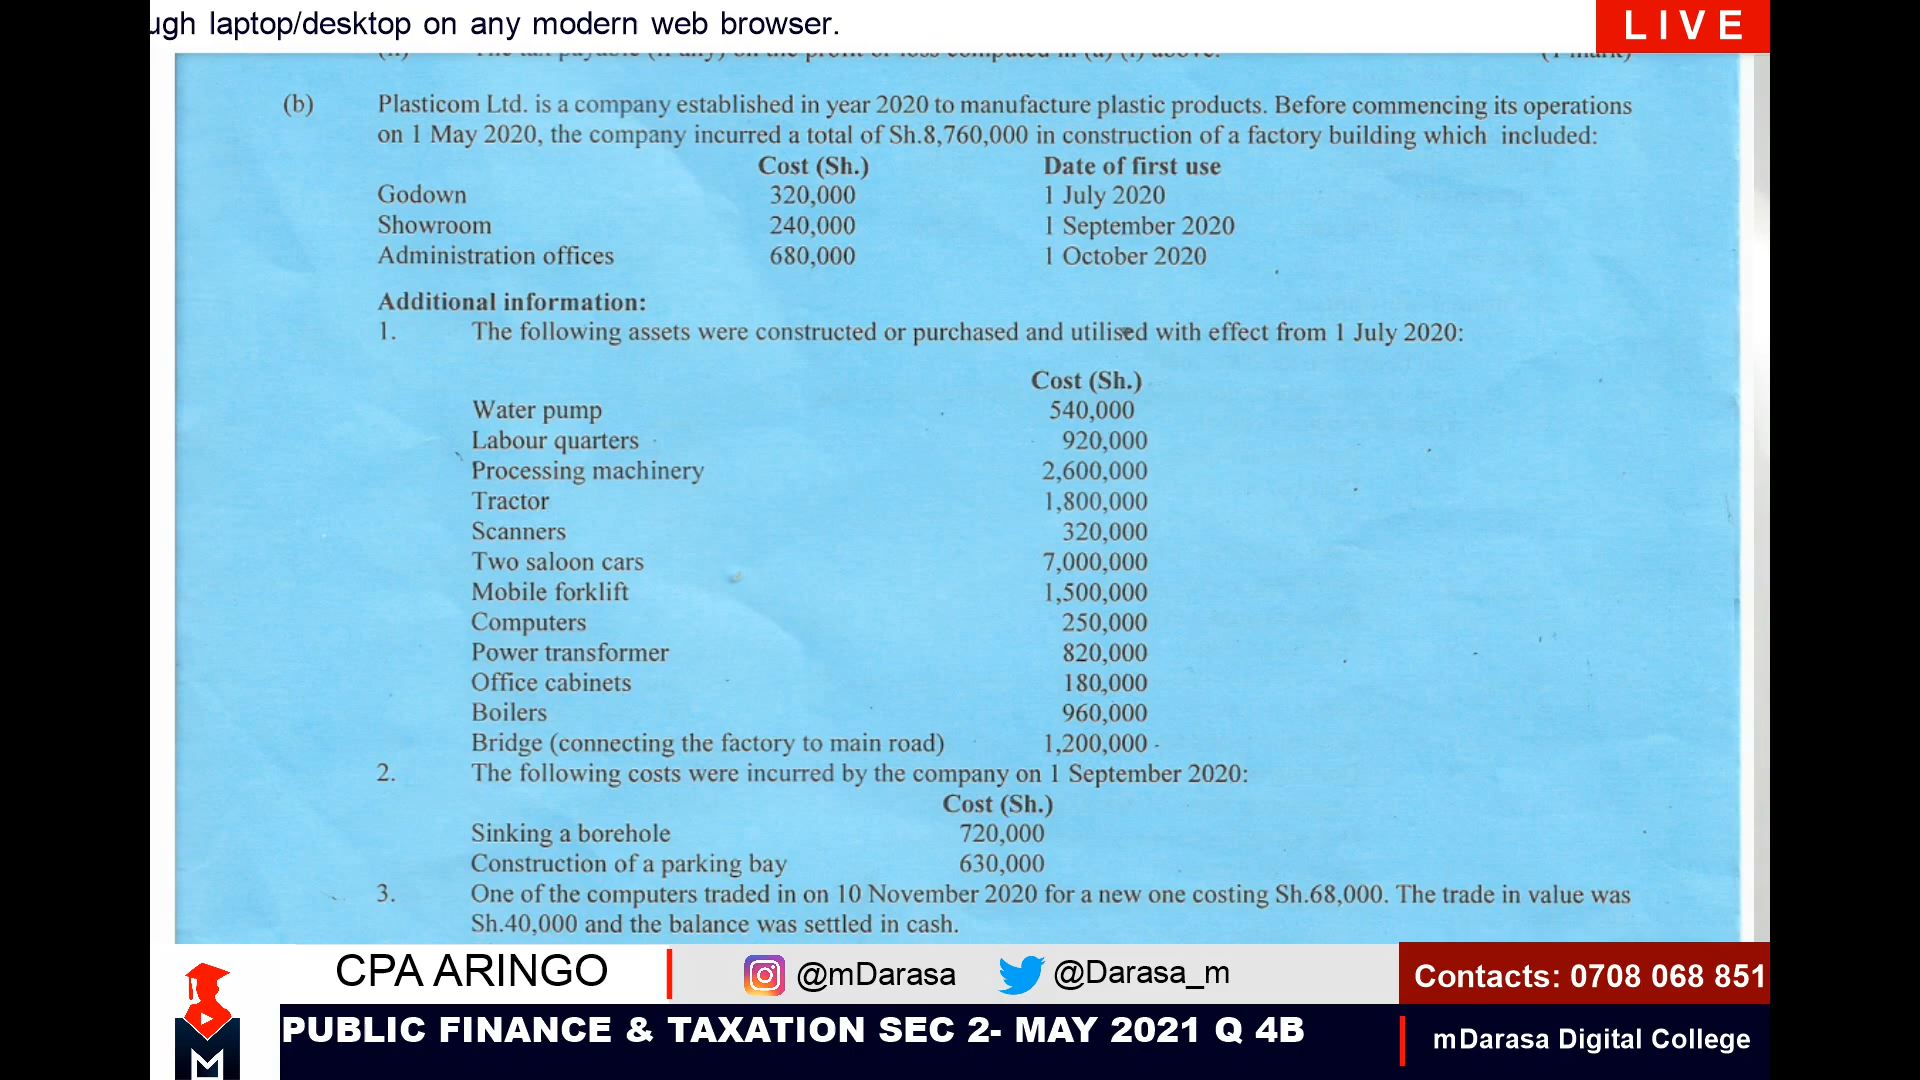 ugh laptop/desktop on any modern web browser.
LIVE
(b) Plasticom Ltd. is a company established in year 2020 to manufacture plastic products. Before commencing its operations
on 1 May 2020, the company incurred a total of Sh.8,760,000 in construction of a factory building which included:
Cost (Sh.) Date of first use
Godown 320,000 1 July 2020
Showroom 240,000 1 September 2020
Administration offices 680,000 1 October 2020
Additional information:
1. The following assets were constructed or purchased and utilised with effect from 1 July 2020:
Cost (Sh.)
Water pump 540,000
Labour quarters 920,000
Processing machinery 2,600,000
Tractor 1,800,000
Scanners 320,000
Two saloon cars 7,000,000
Mobile forklift 1,500,000
Computers 250,000
Power transformer 820,000
Office cabinets 180,000
Boilers 960,000
Bridge (connecting the factory to main road) 1,200,000
2. The following costs were incurred by the company on 1 September 2020:
Cost (Sh.)
Sinking a borehole 720,000
Construction of a parking bay 630,000
3. One of the computers traded in on 10 November 2020 for a new one costing Sh.68,000. The trade in value was
Sh.40,000 and the balance was settled in cash.
CPA ARINGO @mDarasa @Darasa_m Contacts: 0708 068 851
PUBLIC FINANCE & TAXATION SEC 2- MAY 2021 Q 4B mDarasa Digital College
M